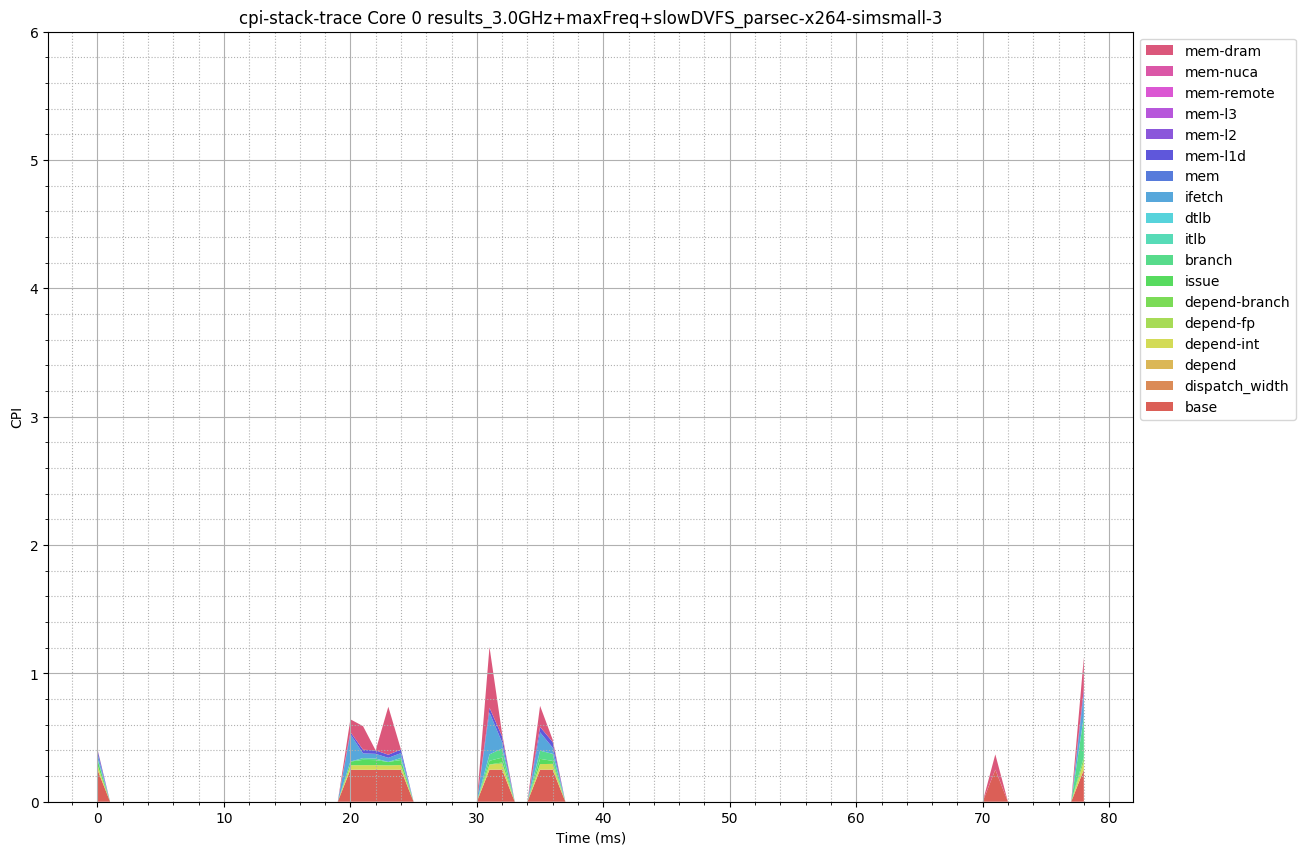 cpi-stack-trace Core 0 results_3.0GHz+maxFreq+slowDVFS_parsec-x264-simsmall-3
6
5
4
3
2
1
0
CPI
0 10 20 30 40 50 60 70 80
Time (ms)
mem-dram
mem-nuca
mem-remote
mem-l3
mem-l2
mem-l1d
mem
ifetch
dtlb
itlb
branch
issue
depend-branch
depend-fp
depend-int
depend
dispatch_width
base